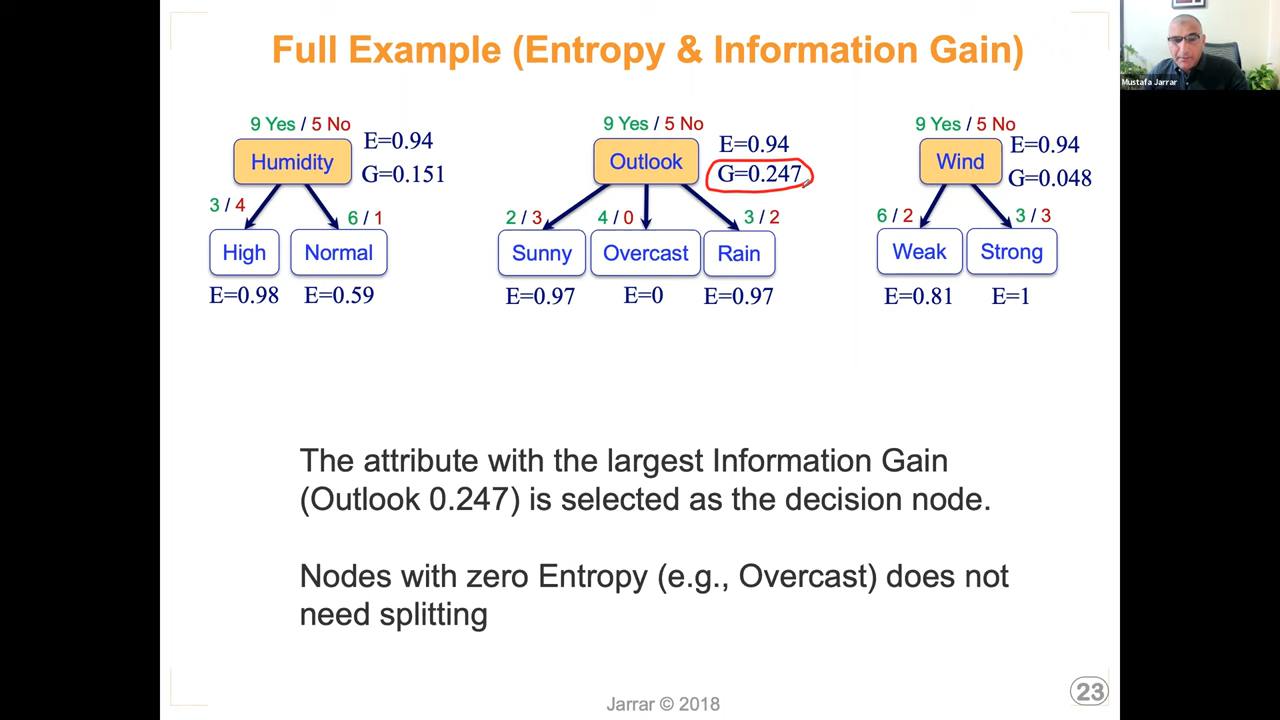 Full Example (Entropy & Information Gain)
Mustafa Jarrar
9 Yes / 5 No
Humidity
E=0.94
G=0.151
3 / 4
6 / 1
High
Normal
E=0.98
E=0.59
9 Yes / 5 No
Outlook
E=0.94
G=0.247
2 / 3
4 / 0
3 / 2
Sunny
Overcast
Rain
E=0.97
E=0
E=0.97
9 Yes / 5 No
Wind
E=0.94
G=0.048
6 / 2
3 / 3
Weak
Strong
E=0.81
E=1
The attribute with the largest Information Gain
(Outlook 0.247) is selected as the decision node.
Nodes with zero Entropy (e.g., Overcast) does not
need splitting
Jarrar © 2018
23